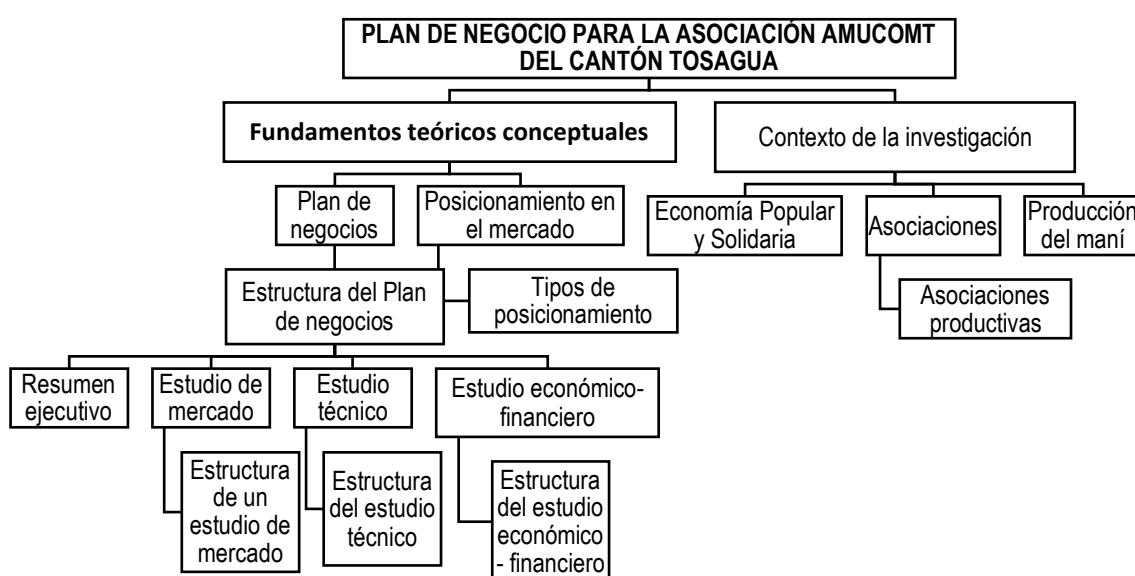 PLAN DE NEGOCIO PARA LA ASOCIACIÓN AMUCOMT
DEL CANTÓN TOSAGUA
Fundamentos teóricos conceptuales
Contexto de la investigación
Plan de
negocios
Posicionamiento en
el mercado
Economía Popular
y Solidaria
Asociaciones
Producción
del maní
Estructura del Plan
de negocios
Tipos de
posicionamiento
Asociaciones
productivas
Resumen
ejecutivo
Estudio de
mercado
Estudio
técnico
Estudio económico-
financiero
Estructura
de un
estudio de
mercado
Estructura
del estudio
técnico
Estructura
del estudio
económico
- financiero